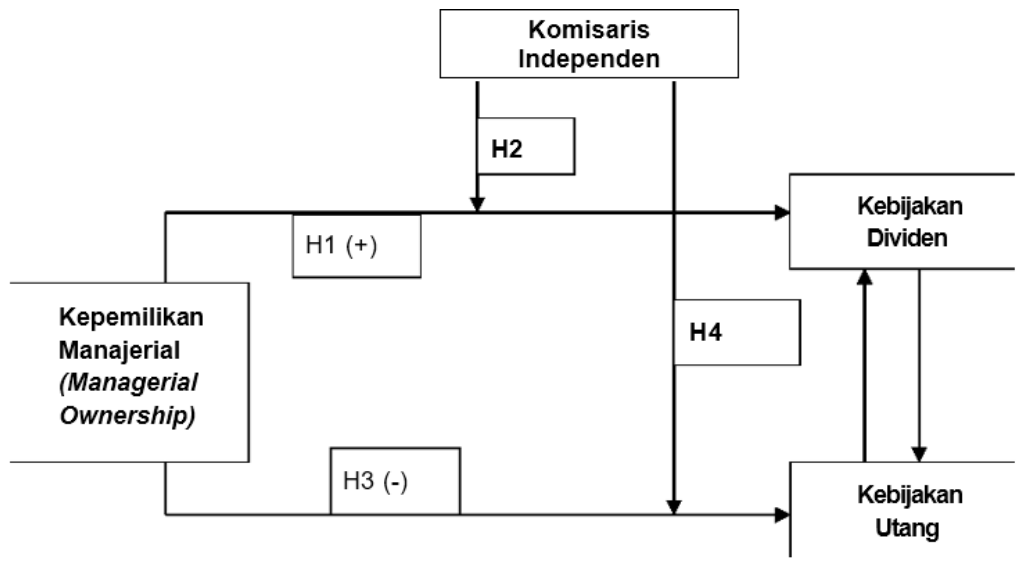 Komisaris
Independen
H2
H1 (+)
Kebijakan
Dividen
Kepemilikan
Manajerial
(Managerial
Ownership)
H4
H3 (-)
Kebijakan
Utang